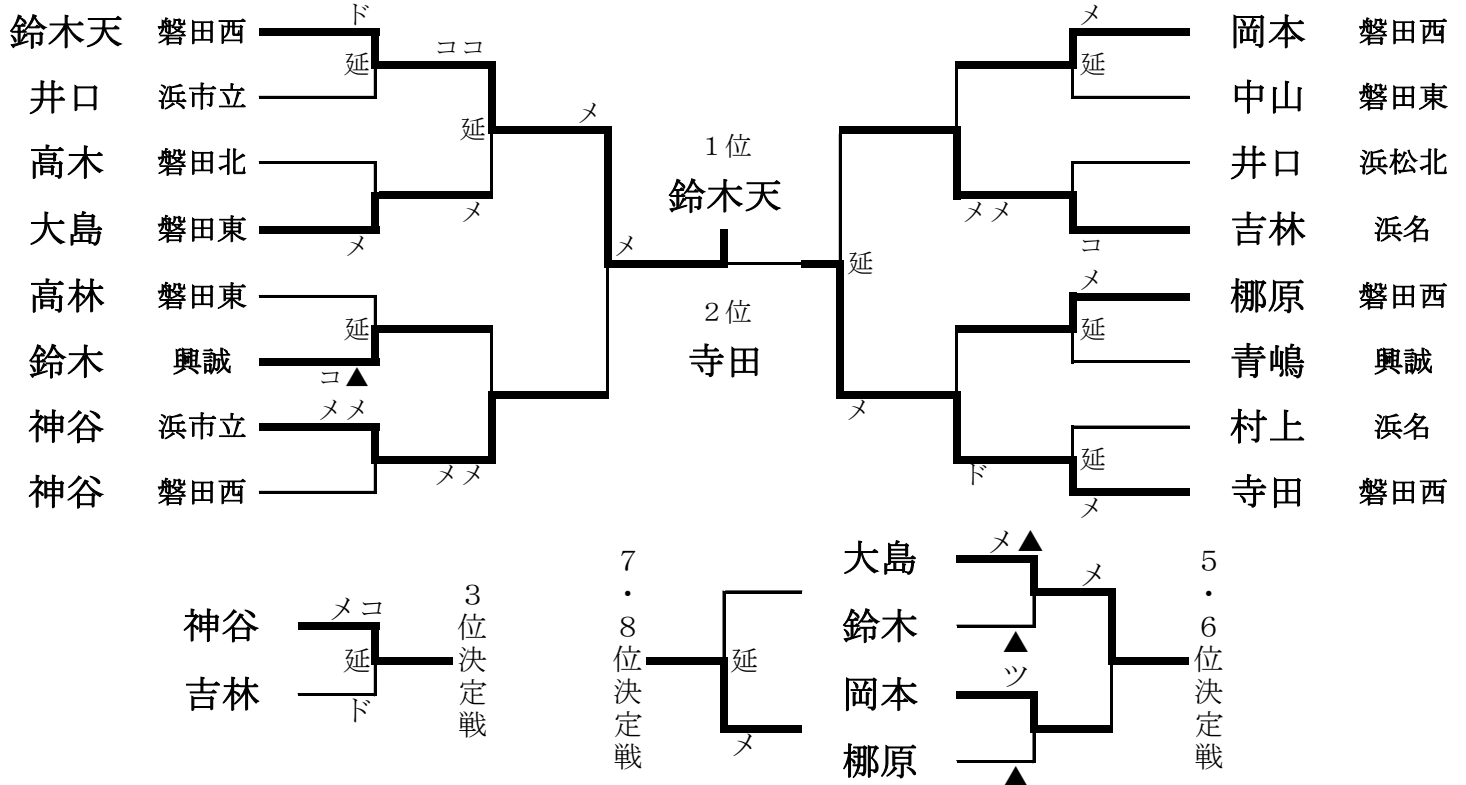 鈴木天 磐田西
井口 浜市立
高木 磐田北
大島 磐田東
高林 磐田東
鈴木 興誠
神谷 浜市立
神谷 磐田西
ド
延
ココ
延
メ
メ
メ
メ
延
コ▲
メメ
メメ
1位
鈴木天
2位
寺田
岡本 磐田西
中山 磐田東
井口 浜松北
吉林 浜名
梛原 磐田西
青嶋 興誠
村上 浜名
寺田 磐田西
メ
延
メメ
コ
延
メ
延
メ
延
ド
メ
神谷
吉林
メコ
延
ド
3位決定戦
7・8位決定戦
延
メ
大島
鈴木
岡本
梛原
メ▲
▲
ツ
▲
メ
5・6位決定戦